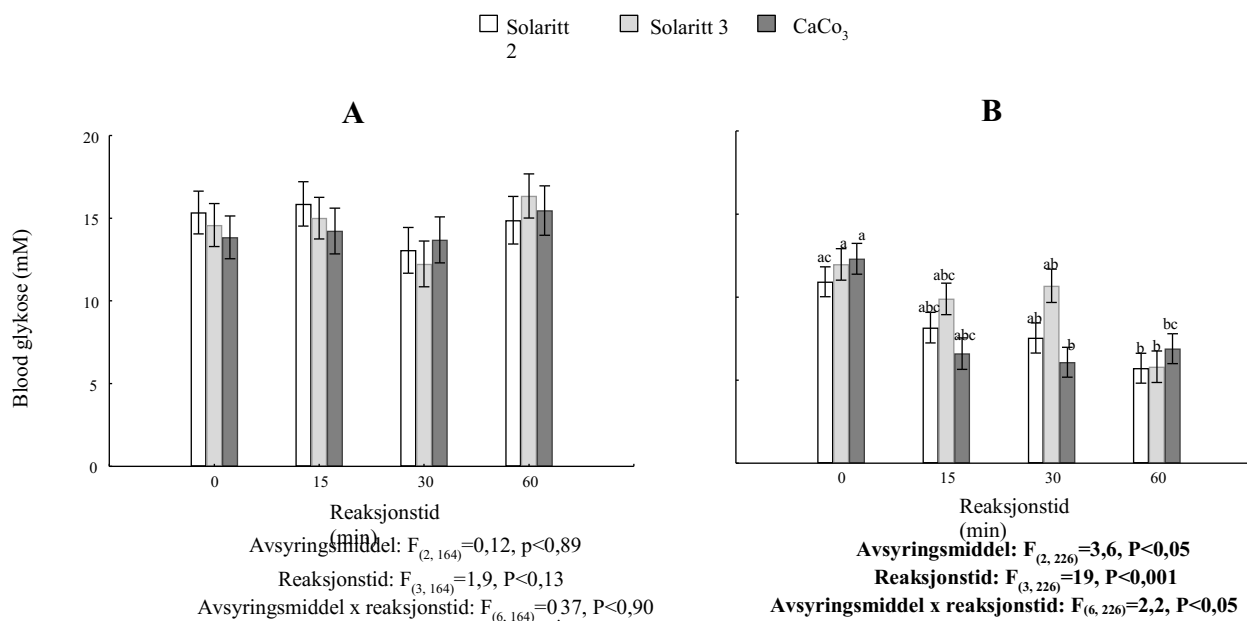 Solaritt 2
Solaritt 3
CaCo₃
A
B
Blood glykose (mM)
20
15
10
5
0
0 15 30 60
Reaksjonstid
(min)
Avsyringsmiddel: F(2, 164)=0,12, p<0,89
Reaksjonstid: F(3, 164)=1,9, P<0,13
Avsyringsmiddel x reaksjonstid: F(6, 164)=0,37, P<0,90
ac a a
abc abc abc
ab ab b
b b bc
0 15 30 60
Reaksjonstid
(min)
Avsyringsmiddel: F(2, 226)=3,6, P<0,05
Reaksjonstid: F(3, 226)=19, P<0,001
Avsyringsmiddel x reaksjonstid: F(6, 226)=2,2, P<0,05